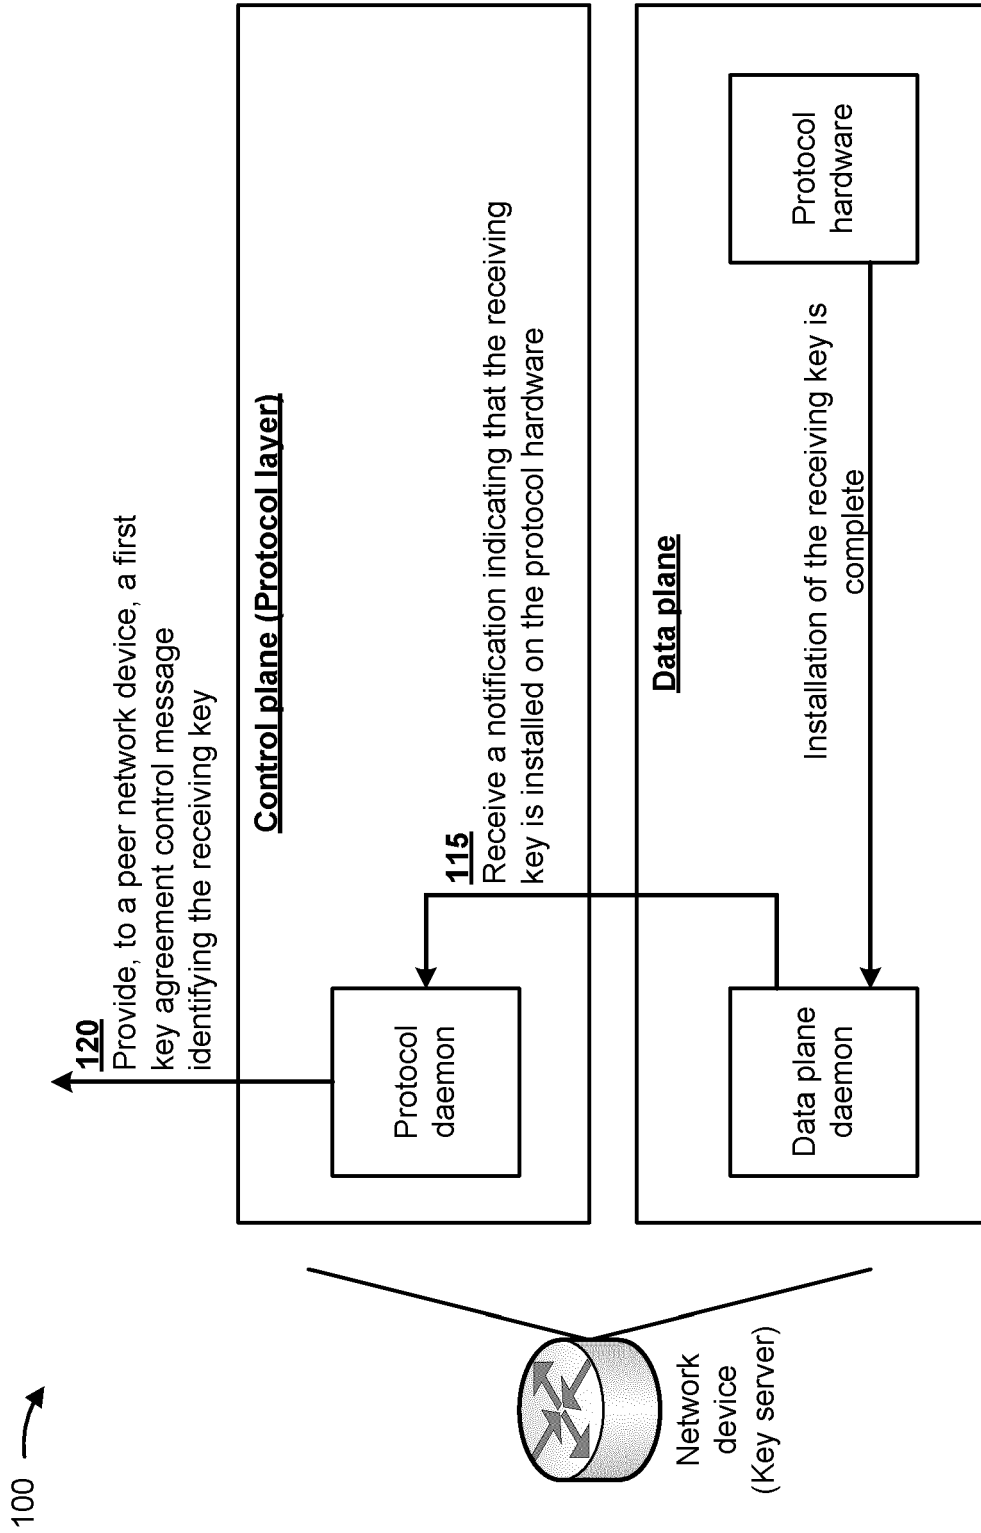 100
120
Provide, to a peer network device, a first
key agreement control message
identifying the receiving key
Control plane (Protocol layer)
115
Receive a notification indicating that the receiving
key is installed on the protocol hardware
Protocol
daemon
Data plane
Installation of the receiving key is
complete
Data plane
daemon
Protocol
hardware
Network
device
(Key server)